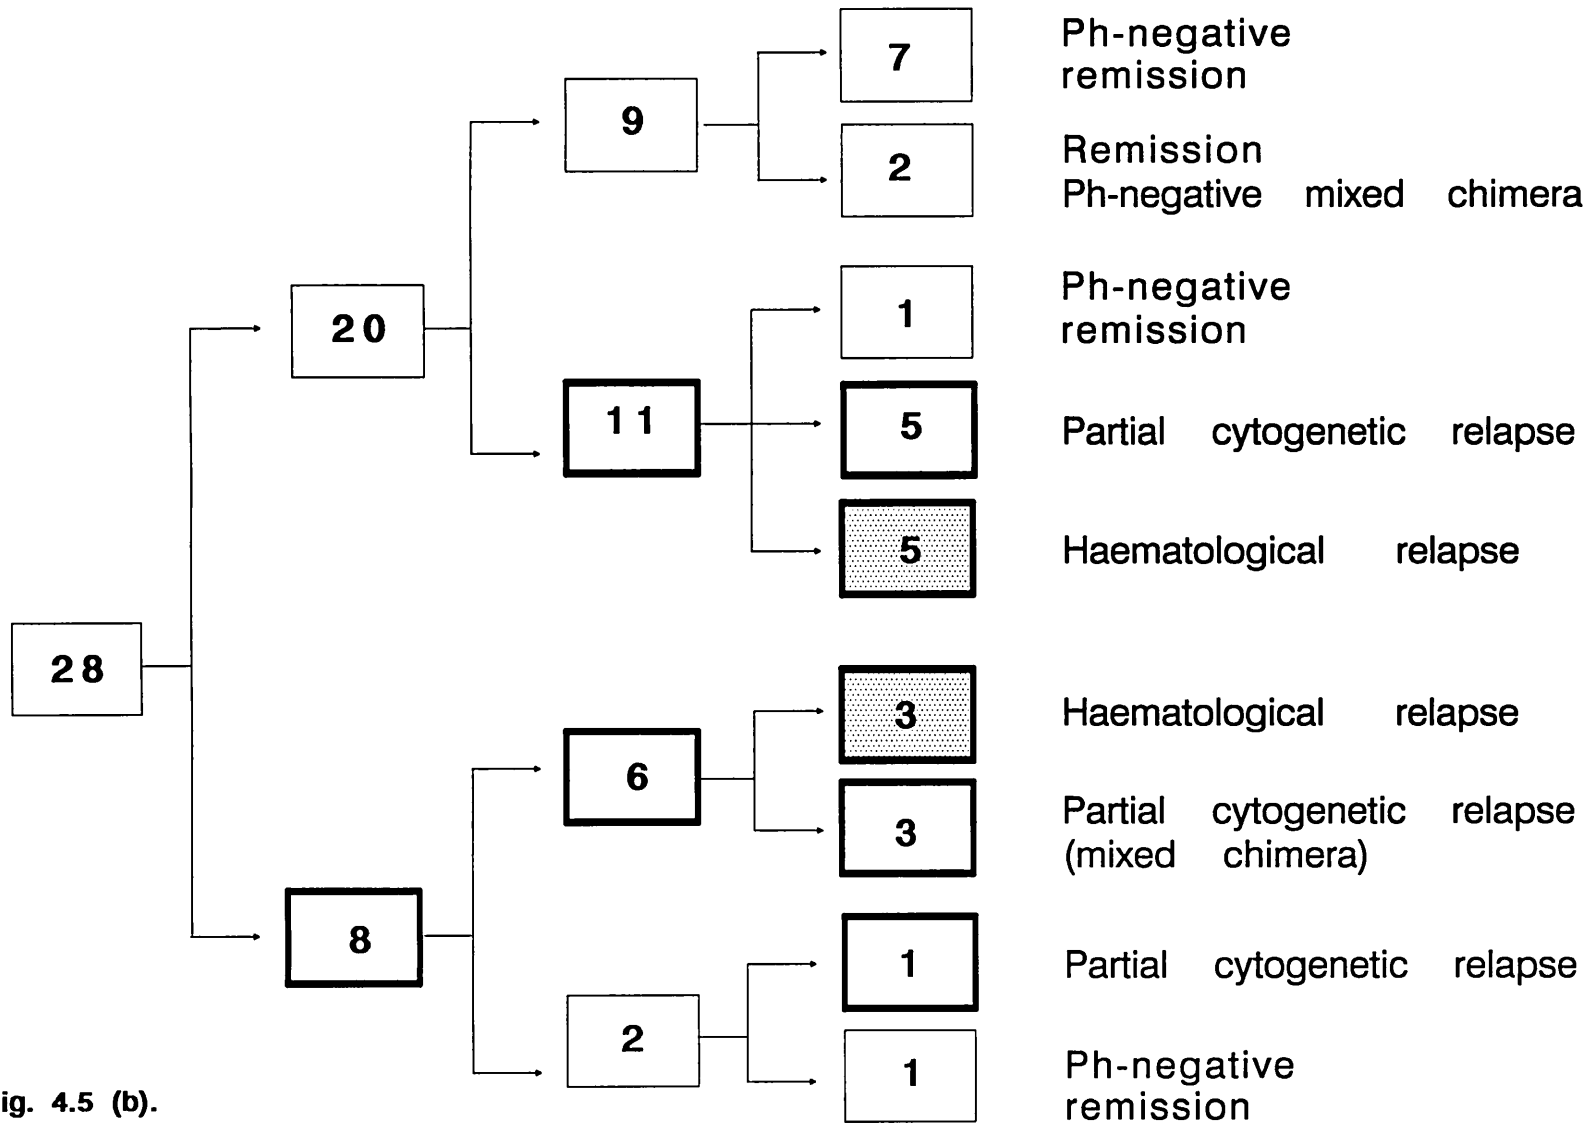 7
Ph-negative
remission
9
2
Remission
Ph-negative mixed chimera
20
1
Ph-negative
remission
11
5
Partial cytogenetic relapse
5
Haematological relapse
28
3
Haematological relapse
6
3
Partial cytogenetic relapse
(mixed chimera)
8
1
Partial cytogenetic relapse
2
1
Ph-negative
remission
ig. 4.5 (b).